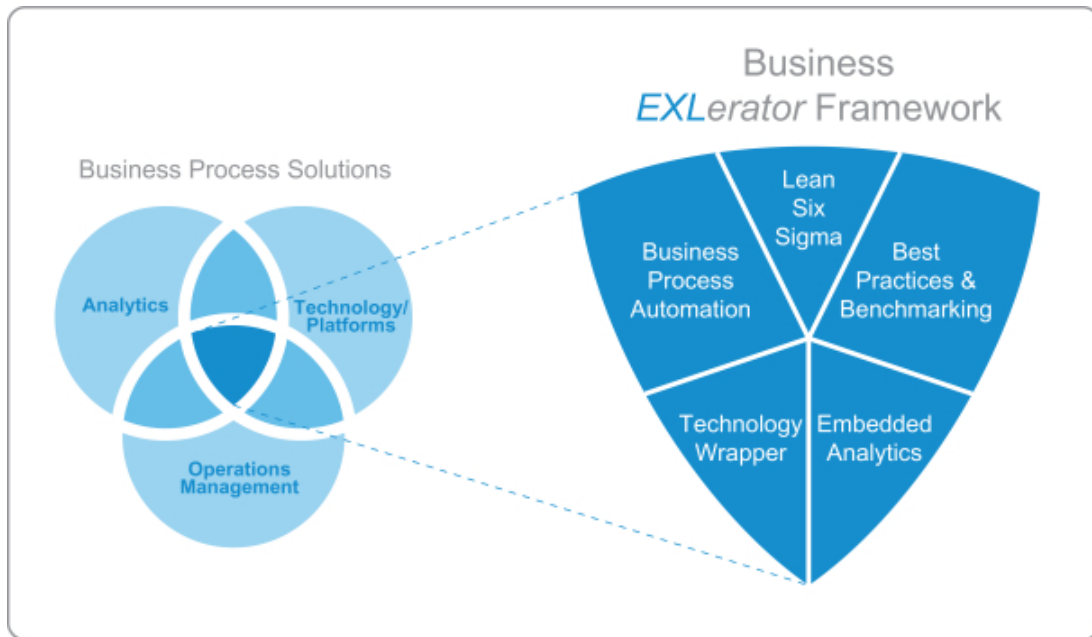 Business
EXLerator Framework
Business Process Solutions
Analytics
Technology/
Platforms
Operations
Management
Lean
Six
Sigma
Business
Process
Automation
Best
Practices &
Benchmarking
Technology
Wrapper
Embedded
Analytics